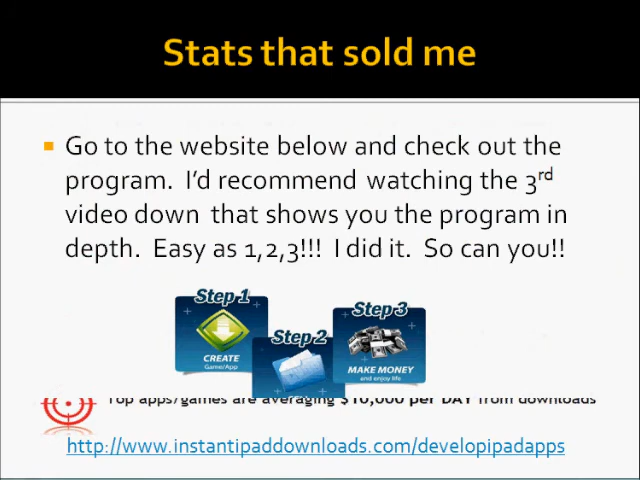 Stats that sold me
Go to the website below and check out the
program.  I'd recommend watching the 3rd
video down  that shows you the program in
depth.  Easy as 1,2,3!!!  I did it.  So can you!!
Step 1
CREATE
Game/App
Step 2
Step 3
MAKE MONEY
and enjoy life
Top apps/games are averaging $10,000 per DAY from downloads
http://www.instantipaddownloads.com/developipadapps